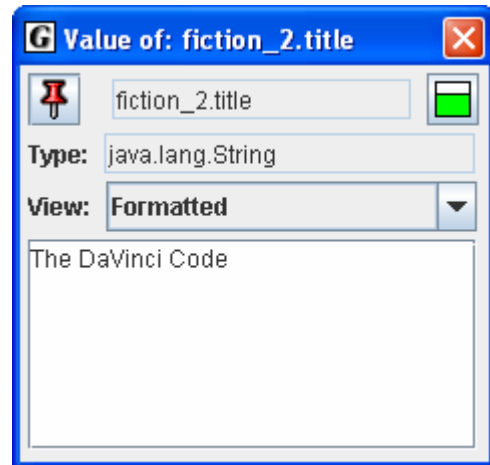 G Value of: fiction_2.title
fiction_2.title
Type: java.lang.String
View: Formatted
The DaVinci Code